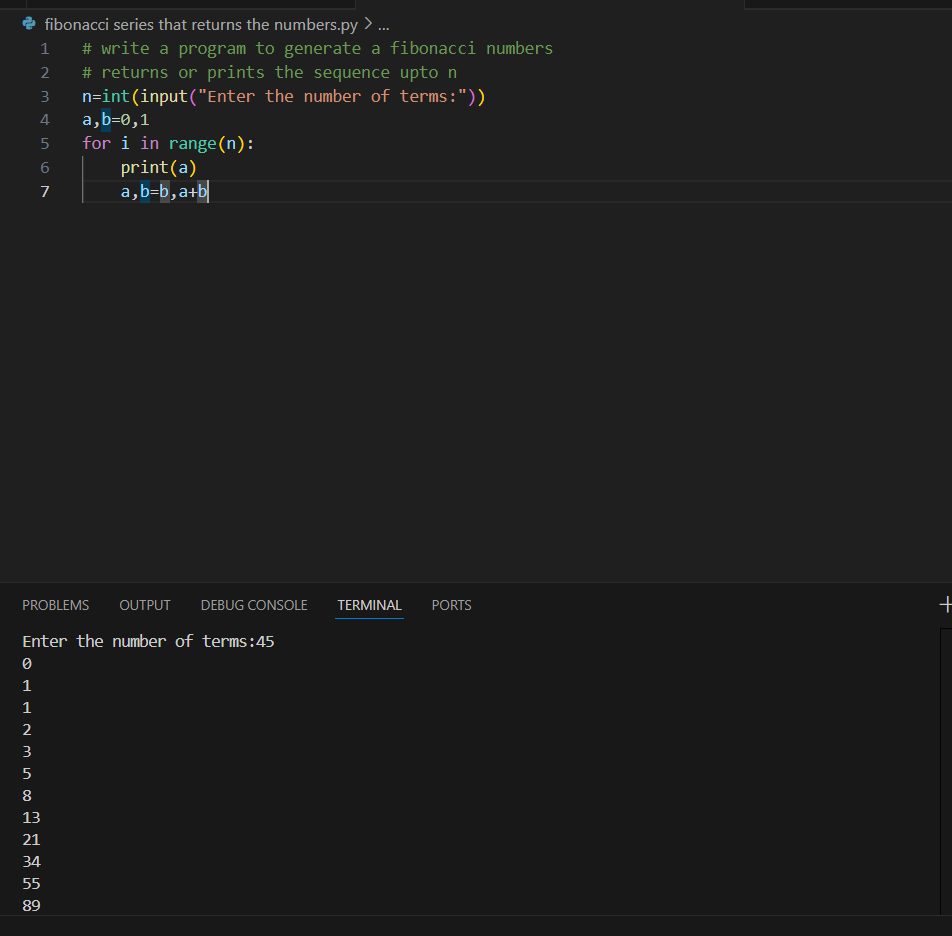 fibonacci series that returns the numbers.py > ...
1 # write a program to generate a fibonacci numbers
2 # returns or prints the sequence upto n
3 n=int(input("Enter the number of terms:"))
4 a,b=0,1
5 for i in range(n):
6     print(a)
7     a,b=b,a+b
PROBLEMS OUTPUT DEBUG CONSOLE TERMINAL PORTS +
Enter the number of terms:45
0
1
1
2
3
5
8
13
21
34
55
89